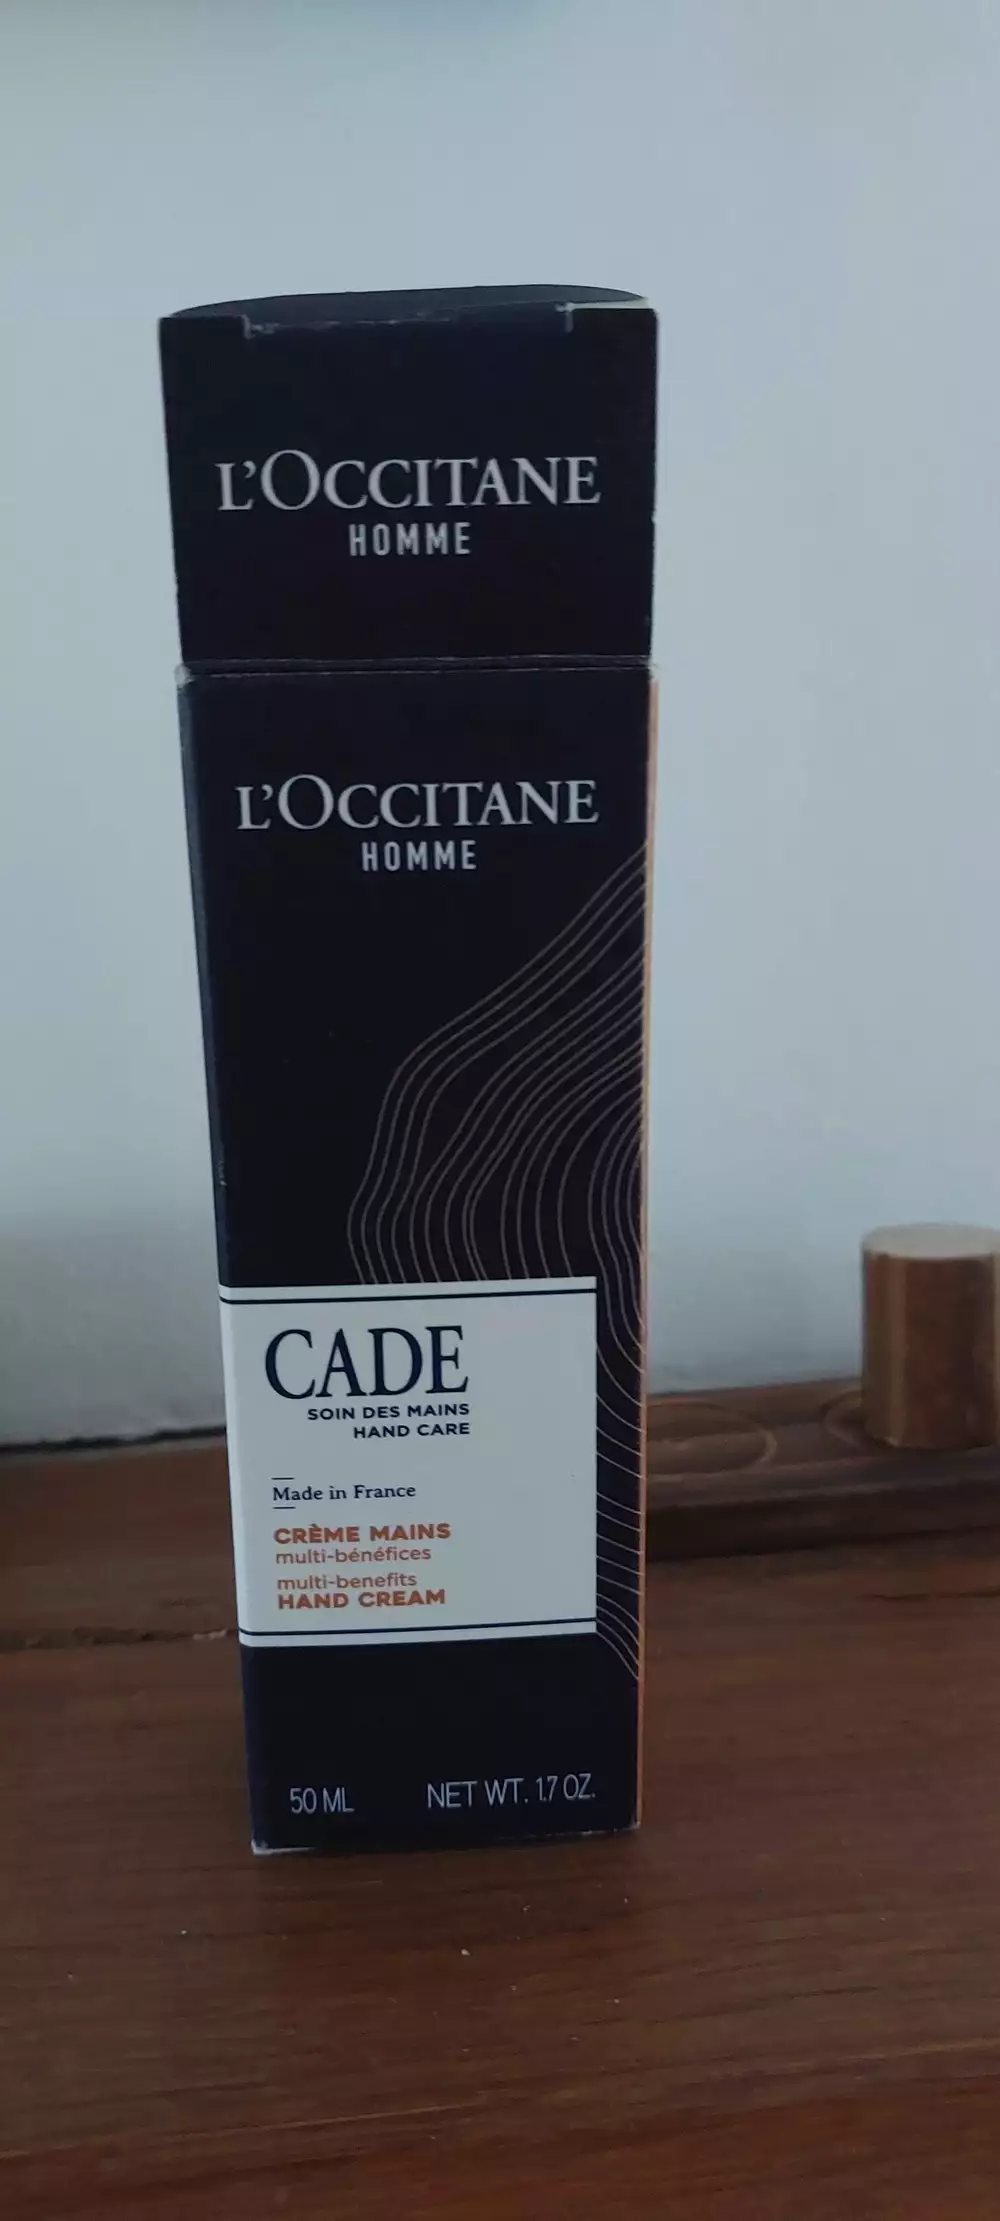 L'OCCITANE
HOMME
L'OCCITANE
HOMME
CADE
SOIN DES MAINS
HAND CARE
Made in France
CRÈME MAINS
multi-bénéfices
multi-benefits
HAND CREAM
50 ML NET WT. 1.7 OZ.